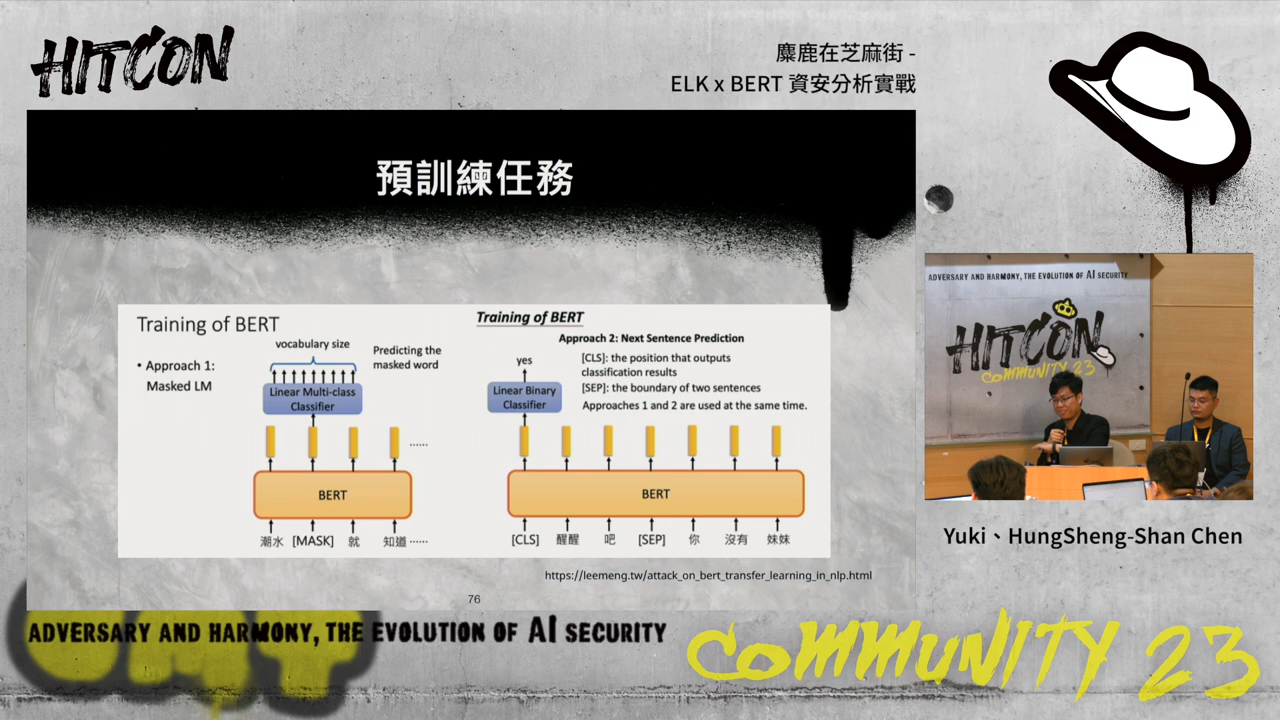 HITCON
麋鹿在芝麻街 -
ELK x BERT 資安分析實戰
預訓練任務
Training of BERT
• Approach 1:
Masked LM
vocabulary size
Predicting the
masked word
Linear Multi-class
Classifier
......
BERT
潮水 [MASK] 就 知道 ......
Training of BERT
Approach 2: Next Sentence Prediction
yes
[CLS]: the position that outputs
classification results
[SEP]: the boundary of two sentences
Approaches 1 and 2 are used at the same time.
Linear Binary
Classifier
BERT
[CLS] 醒醒 吧 [SEP] 你 沒有 妹妹
https://leemeng.tw/attack_on_bert_transfer_learning_in_nlp.html
76
ADVERSARY AND HARMONY, THE EVOLUTION OF AI SECURITY
HITCON
COMMUNITY 23
Yuki、HungSheng-Shan Chen
ADVERSARY AND HARMONY, THE EVOLUTION OF AI SECURITY
COMMUNITY 23